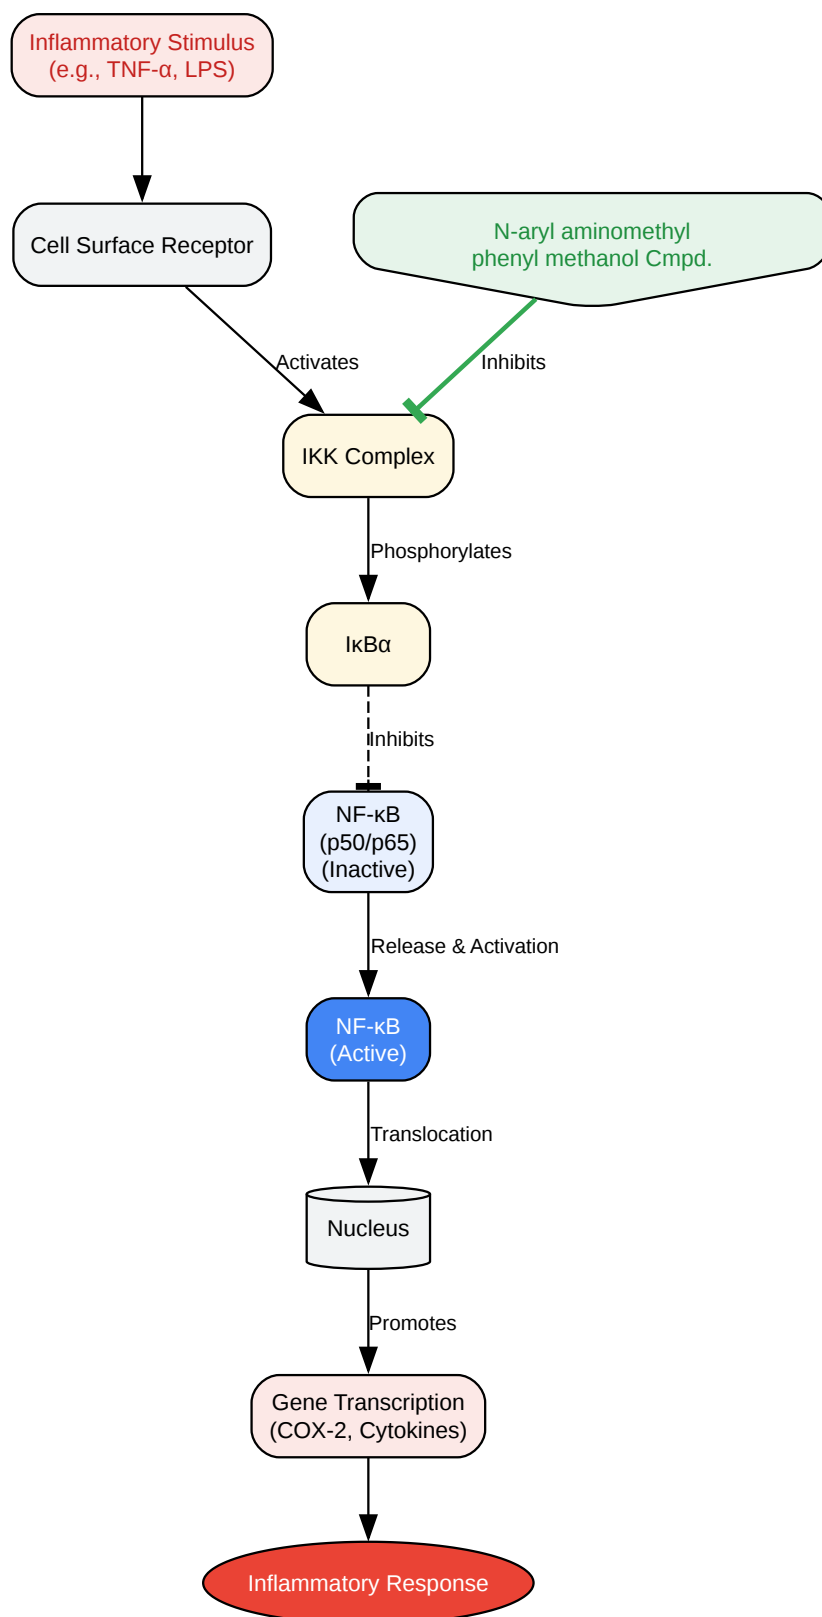 Inflammatory Stimulus
(e.g., TNF-α, LPS)
Cell Surface Receptor
N-aryl aminomethyl
phenyl methanol Cmpd.
Activates
Inhibits
IKK Complex
Phosphorylates
IκBα
Inhibits
NF-κB
(p50/p65)
(Inactive)
Release & Activation
NF-κB
(Active)
Translocation
Nucleus
Promotes
Gene Transcription
(COX-2, Cytokines)
Inflammatory Response